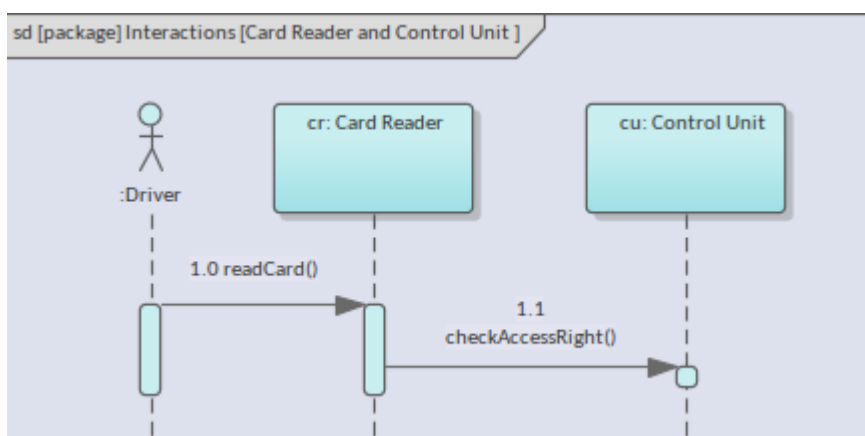 sd [package] Interactions [Card Reader and Control Unit ]
cr: Card Reader
cu: Control Unit
:Driver
1.0 readCard()
1.1
checkAccessRight()